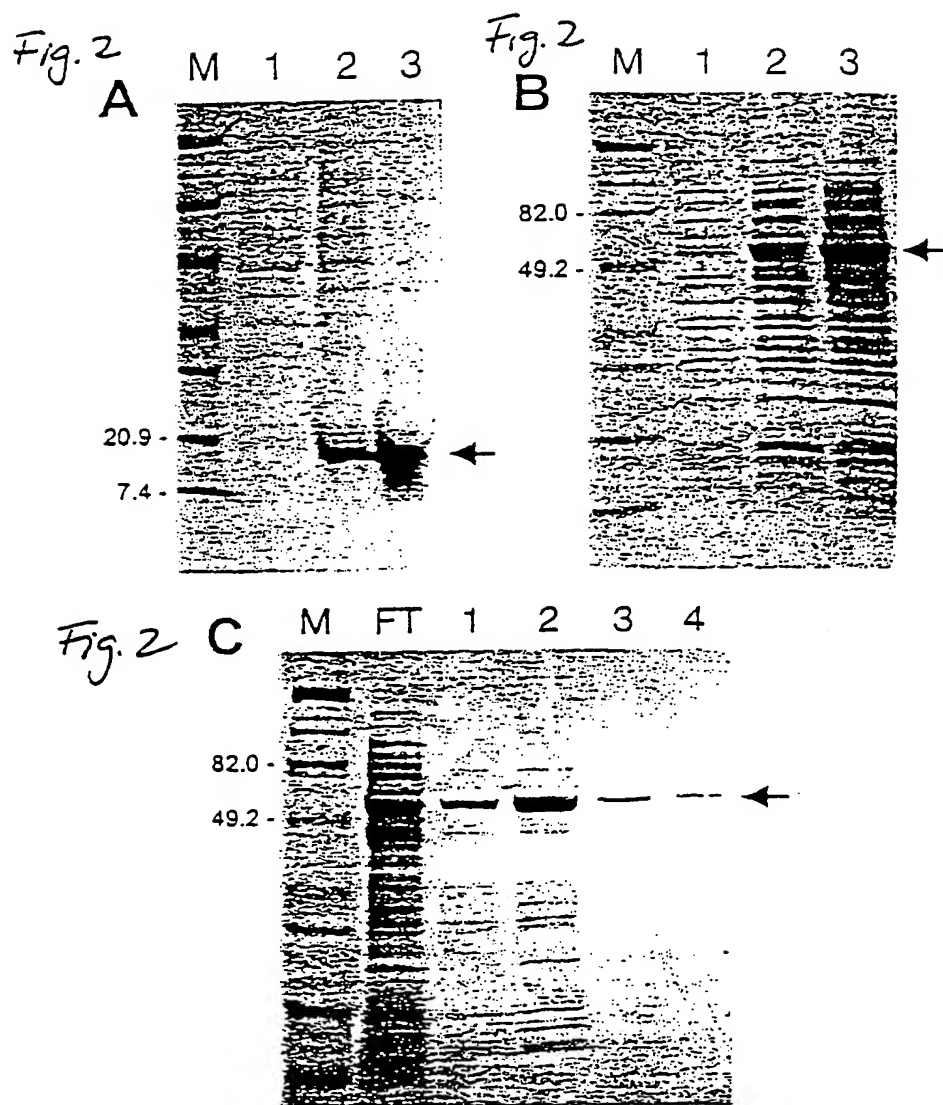 Fig. 2
A
M 1 2 3
20.9 -
7.4 -
Fig. 2
B
M 1 2 3
82.0 -
49.2 -
Fig. 2 C
M FT 1 2 3 4
82.0 -
49.2 -